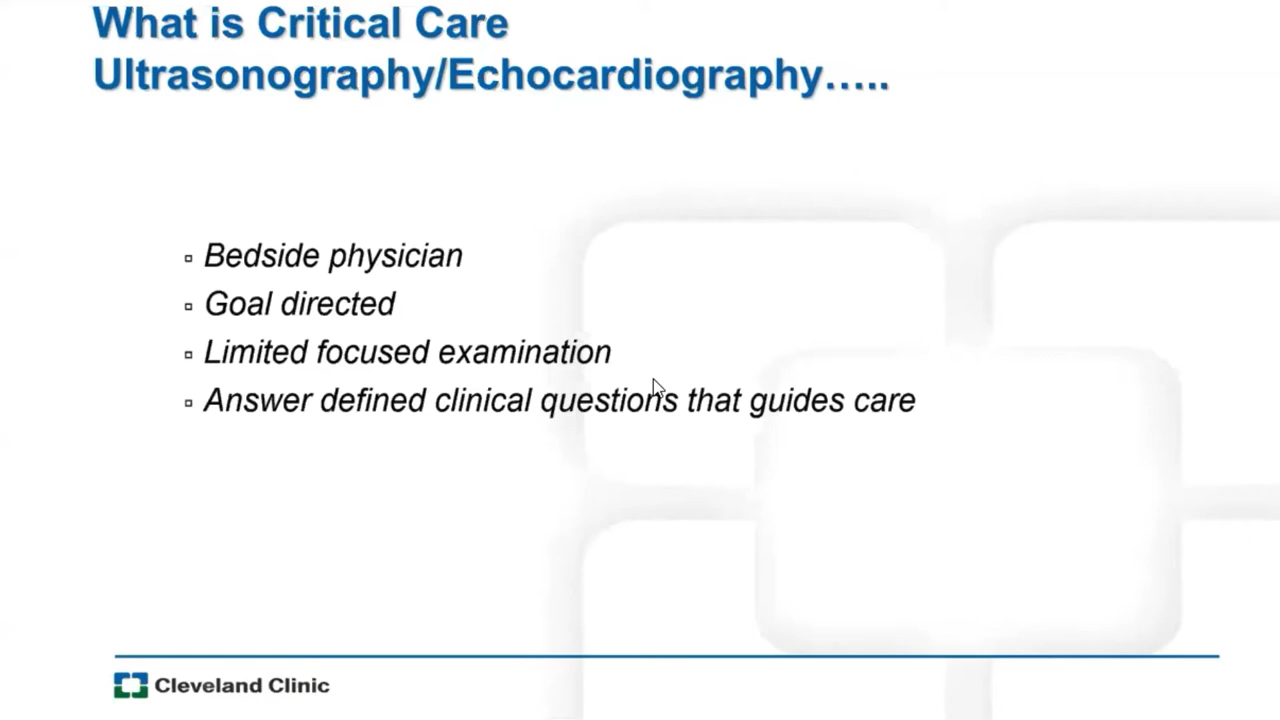 What is Critical Care
Ultrasonography/Echocardiography…..
▫ Bedside physician
▫ Goal directed
▫ Limited focused examination
▫ Answer defined clinical questions that guides care
Cleveland Clinic